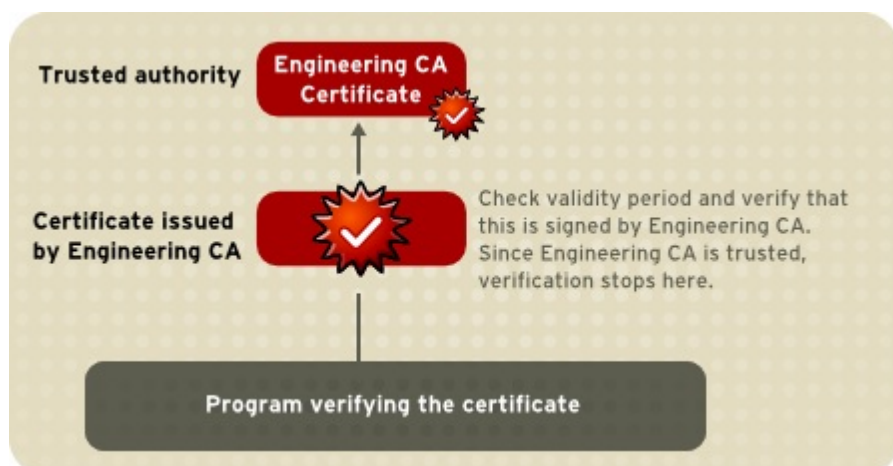 Trusted authority
Engineering CA
Certificate
Certificate issued
by Engineering CA
Check validity period and verify that
this is signed by Engineering CA.
Since Engineering CA is trusted,
verification stops here.
Program verifying the certificate